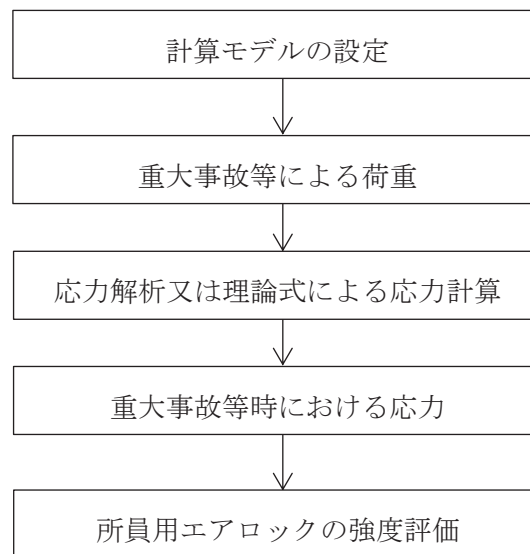 計算モデルの設定
重大事故等による荷重
応力解析又は理論式による応力計算
重大事故等時における応力
所員用エアロックの強度評価